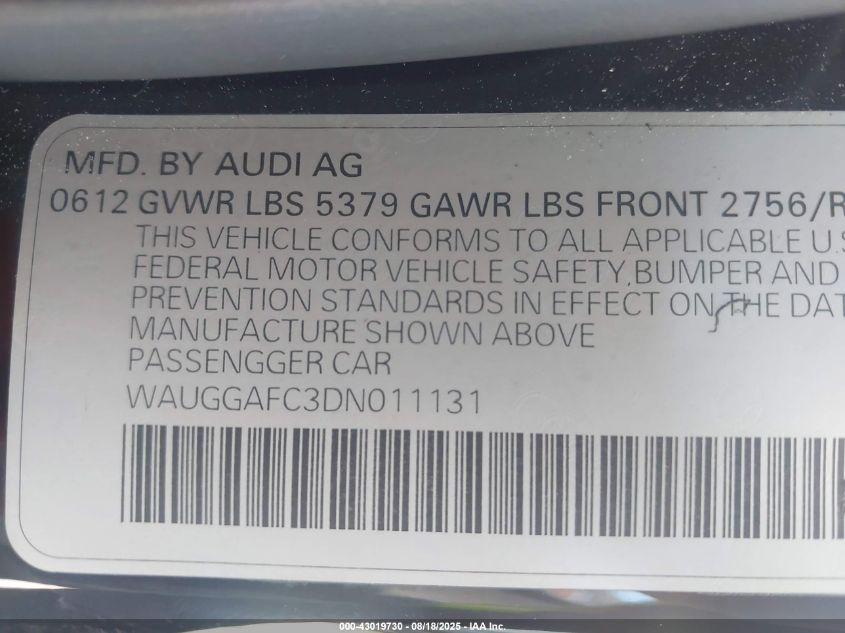 MFD. BY AUDI AG
0612 GVWR LBS 5379 GAWR LBS FRONT 2756/R
THIS VEHICLE CONFORMS TO ALL APPLICABLE U.S
FEDERAL MOTOR VEHICLE SAFETY,BUMPER AND
PREVENTION STANDARDS IN EFFECT ON THE DAT
MANUFACTURE SHOWN ABOVE
PASSENGGER CAR
WAUGGAFC3DN011131
000-43019730 - 08/18/2025 - IAA Inc.